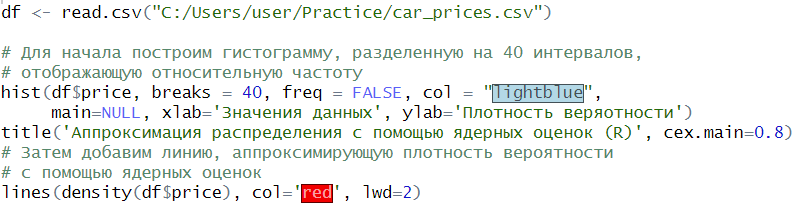 df <- read.csv("C:/Users/user/Practice/car_prices.csv")
# Для начала построим гистограмму, разделенную на 40 интервалов,
# отображающую относительную частоту
hist(df$price, breaks = 40, freq = FALSE, col = "lightblue",
main=NULL, xlab='Значения данных', ylab='Плотность веряотности')
title('Аппроксимация распределения с помощью ядерных оценок (R)', cex.main=0.8)
# Затем добавим линию, аппроксимирующую плотность вероятности
# с помощью ядерных оценок
lines(density(df$price), col='red', lwd=2)